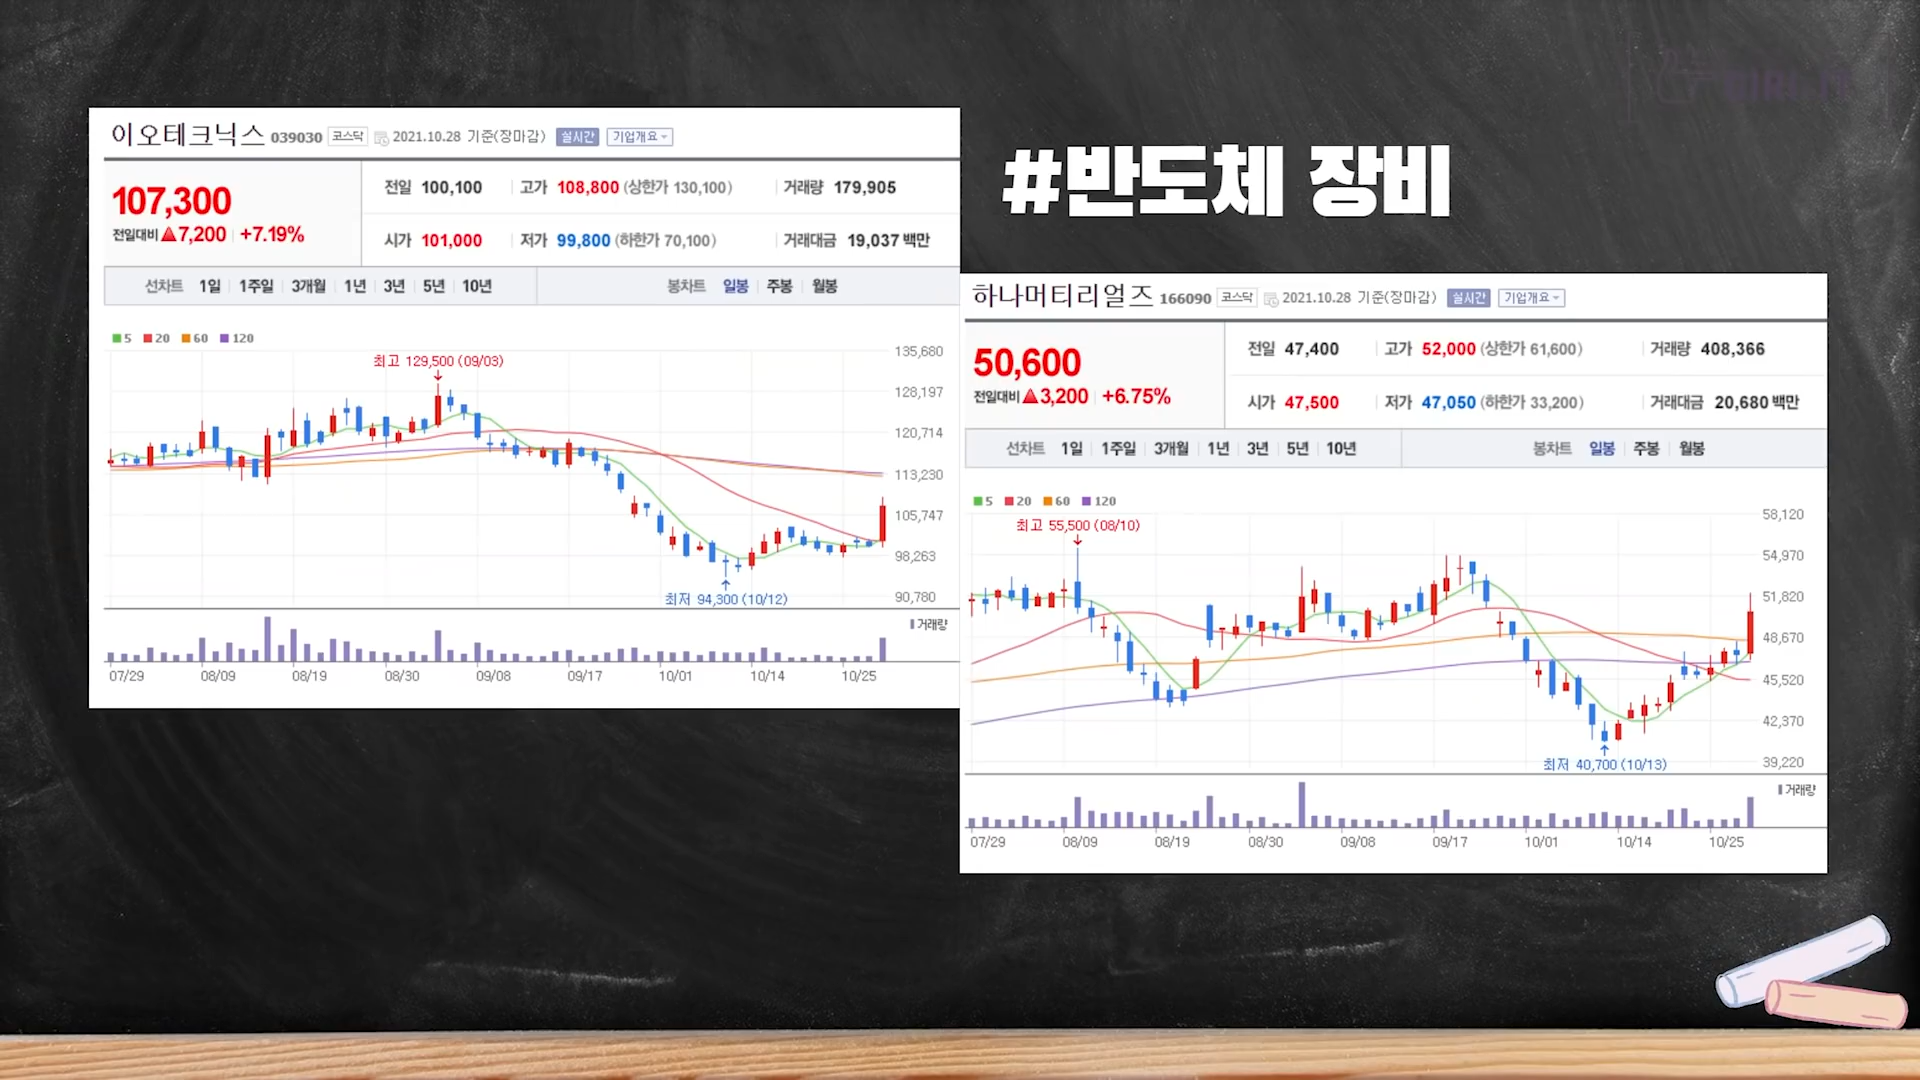 이오테크닉스 039030 코스닥 2021.10.28 기준(장마감) 실시간 기업개요
107,300
전일대비 ▲7,200 +7.19%
전일 100,100 고가 108,800 (상한가 130,100) 거래량 179,905
시가 101,000 저가 99,800 (하한가 70,100) 거래대금 19,037 백만
선차트 1일 1주일 3개월 1년 3년 5년 10년 봉차트 일봉 주봉 월봉
5 20 60 120
최고 129,500 (09/03)
135,680
128,197
120,714
113,230
105,747
98,263
90,780
최저 94,300 (10/12)
거래량
07/29 08/09 08/19 08/30 09/08 09/17 10/01 10/14 10/25
#반도체 장비
하나머티리얼즈 166090 코스닥 2021.10.28 기준(장마감) 실시간 기업개요
50,600
전일대비 ▲3,200 +6.75%
전일 47,400 고가 52,000 (상한가 61,600) 거래량 408,366
시가 47,500 저가 47,050 (하한가 33,200) 거래대금 20,680 백만
선차트 1일 1주일 3개월 1년 3년 5년 10년 봉차트 일봉 주봉 월봉
5 20 60 120
최고 55,500 (08/10)
58,120
54,970
51,820
48,670
45,520
42,370
39,220
최저 40,700 (10/13)
거래량
07/29 08/09 08/19 08/30 09/08 09/17 10/01 10/14 10/25